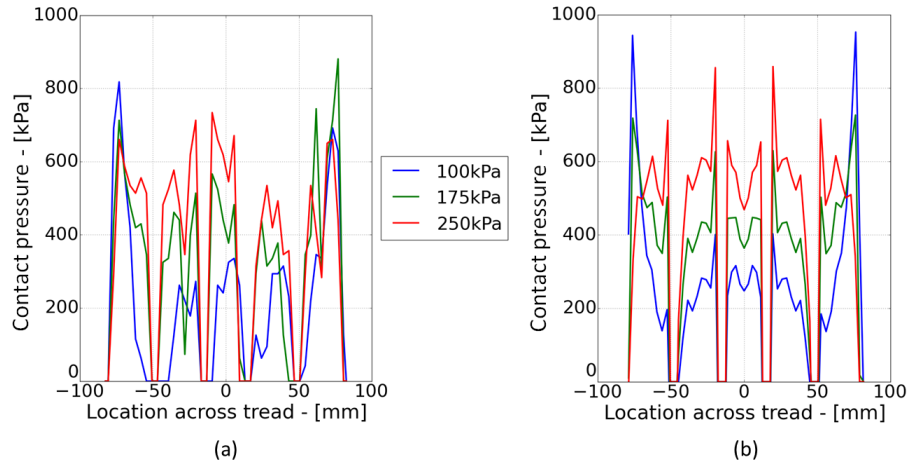 1000
800
600
400
200
0
−100
−50
0
50
100
Contact pressure - [kPa]
Location across tread - [mm]
(a)
100kPa
175kPa
250kPa
1000
800
600
400
200
0
−100
−50
0
50
100
Contact pressure - [kPa]
Location across tread - [mm]
(b)